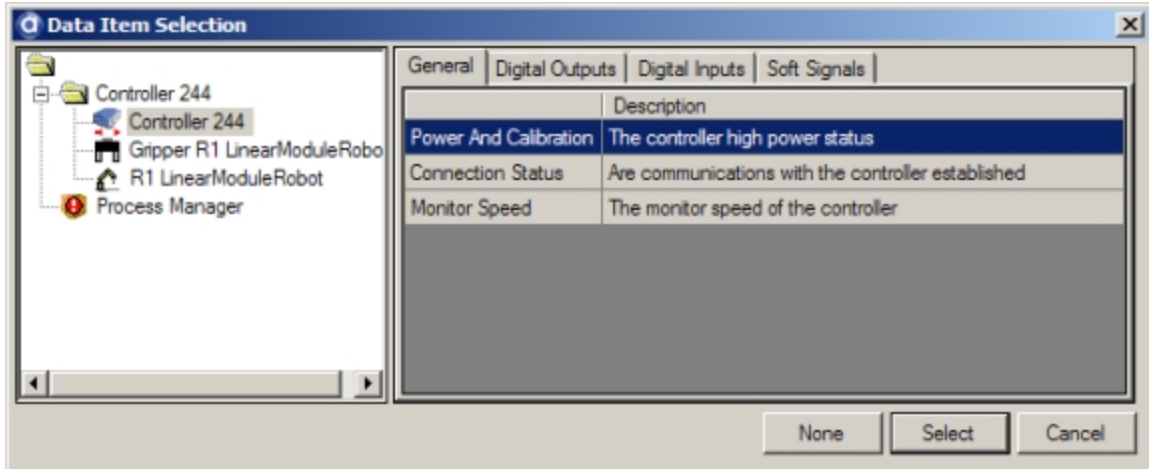 Data Item Selection
Controller 244
Controller 244
Gripper R1 LinearModuleRobo
R1 LinearModuleRobot
Process Manager
General Digital Outputs Digital Inputs Soft Signals
Description
Power And Calibration The controller high power status
Connection Status Are communications with the controller established
Monitor Speed The monitor speed of the controller
None Select Cancel